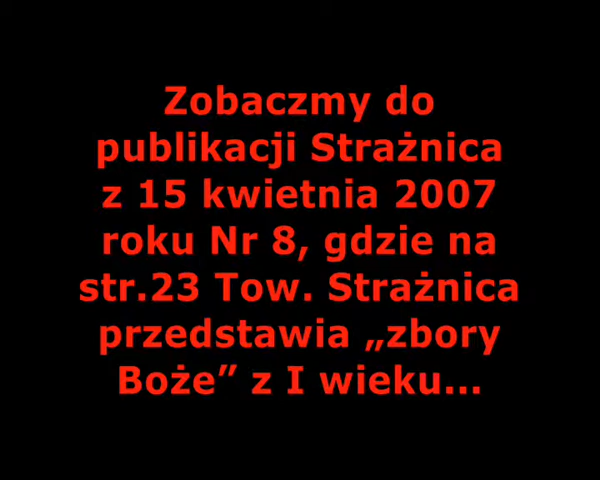 Zobaczmy do
publikacji Strażnica
z 15 kwietnia 2007
roku Nr 8, gdzie na
str.23 Tow. Strażnica
przedstawia „zbory
Boże” z I wieku...